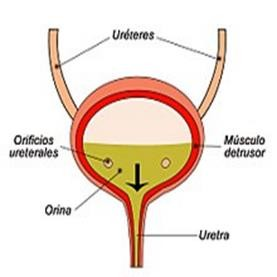 Uréteres
Orificios
ureterales
Músculo
detrusor
Orina
Uretra